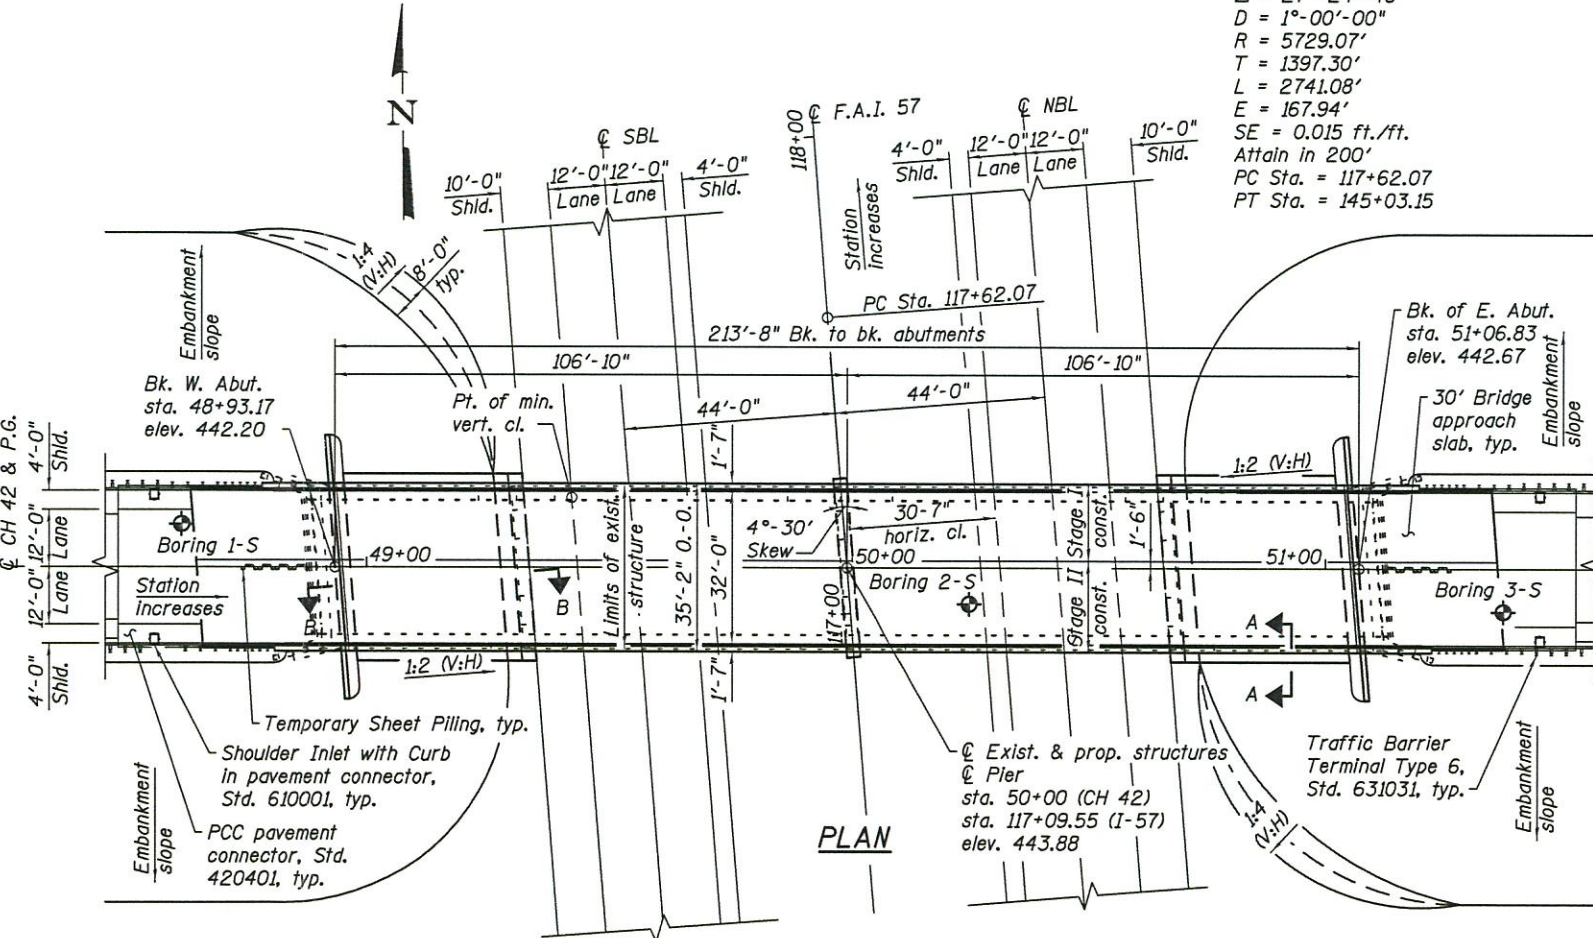 D = 1°-00'-00"
R = 5729.07'
T = 1397.30'
L = 2741.08'
E = 167.94'
SE = 0.015 ft./ft.
Attain in 200'
PC Sta. = 117+62.07
PT Sta. = 145+03.15
N
℄ SBL
10'-0"
Shld.
12'-0"
Lane
12'-0"
Lane
4'-0"
Shld.
118+00
℄ F.A.I. 57
Station
increases
℄ NBL
4'-0"
Shld.
12'-0"
Lane
12'-0"
Lane
10'-0"
Shld.
PC Sta. 117+62.07
1:4
(V:H)
8'-0"
typ.
Embankment
slope
213'-8" Bk. to bk. abutments
106'-10"
106'-10"
44'-0"
44'-0"
Bk. W. Abut.
sta. 48+93.17
elev. 442.20
Pt. of min.
vert. cl.
Bk. of E. Abut.
sta. 51+06.83
elev. 442.67
Embankment
slope
30' Bridge
approach
slab, typ.
1:2 (V:H)
℄ CH 42 & P.G.
4'-0"
Shld.
12'-0"
Lane
12'-0"
Lane
4'-0"
Shld.
Boring 1-S
Station
increases
49+00
B
B
Limits of exist.
structure
35'-2" O.-O.
32'-0"
1'-7"
1'-7"
4°-30'
Skew
30'-7"
horiz. cl.
50+00
117+00
Boring 2-S
Stage I
const.
Stage II
const.
1'-6"
51+00
Boring 3-S
A
A
1:2 (V:H)
Temporary Sheet Piling, typ.
Shoulder Inlet with Curb
in pavement connector,
Std. 610001, typ.
PCC pavement
connector, Std.
420401, typ.
Embankment
slope
℄ Exist. & prop. structures
℄ Pier
sta. 50+00 (CH 42)
sta. 117+09.55 (I-57)
elev. 443.88
Traffic Barrier
Terminal Type 6,
Std. 631031, typ.
1:4
(V:H)
Embankment
slope
PLAN